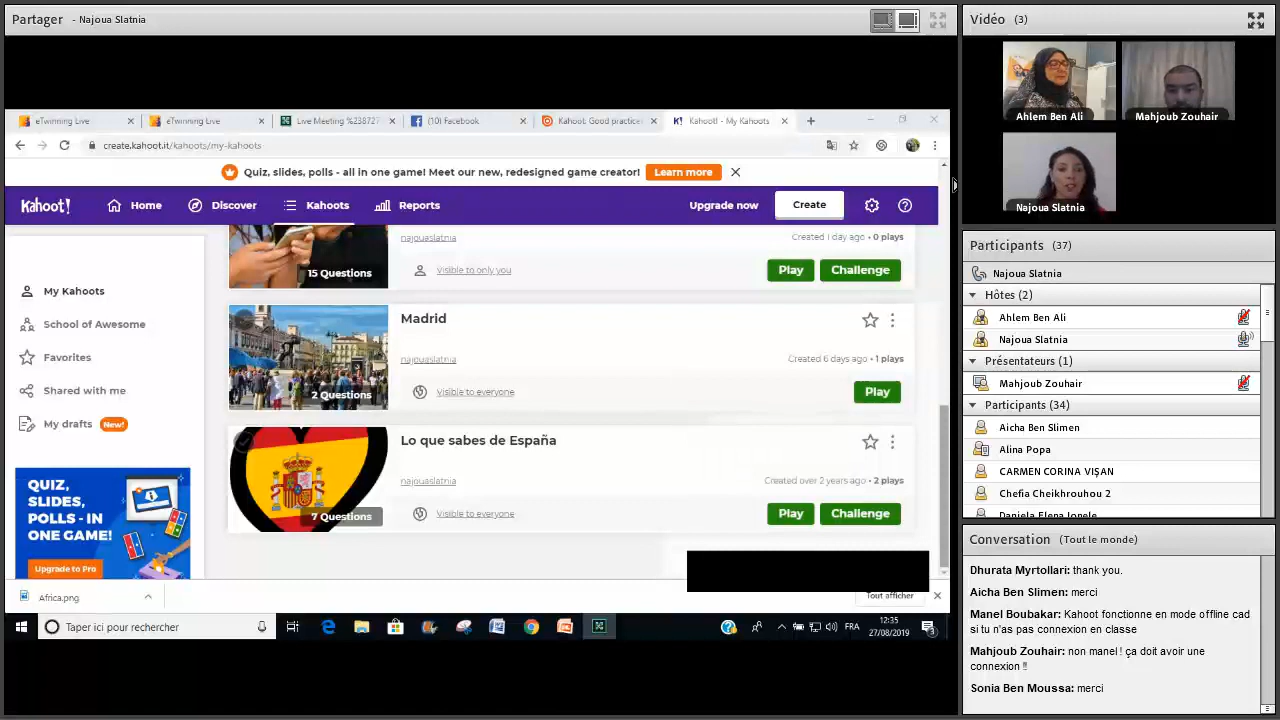 Partager - Najoua Slatnia
eTwinning Live
eTwinning Live
Live Meeting %238727
(10) Facebook
Kahoot: Good practice
Kahoot! - My Kahoots
create.kahoot.it/kahoots/my-kahoots
Quiz, slides, polls - all in one game! Meet our new, redesigned game creator!
Learn more
Kahoot!
Home
Discover
Kahoots
Reports
Upgrade now
Create
My Kahoots
School of Awesome
Favorites
Shared with me
My drafts
New!
QUIZ,
SLIDES,
POLLS - IN
ONE GAME!
Upgrade to Pro
15 Questions
najouaslatnia
Created 1 day ago • 0 plays
Visible to only you
Play
Challenge
Madrid
2 Questions
najouaslatnia
Created 6 days ago • 1 plays
Visible to everyone
Play
Lo que sabes de España
7 Questions
najouaslatnia
Created over 2 years ago • 2 plays
Visible to everyone
Play
Challenge
Africa.png
Tout afficher
Taper ici pour rechercher
FRA
12:35
27/08/2019
3
Vidéo (3)
Ahlem Ben Ali
Mahjoub Zouhair
Najoua Slatnia
Participants (37)
Najoua Slatnia
Hôtes (2)
Ahlem Ben Ali
Najoua Slatnia
Présentateurs (1)
Mahjoub Zouhair
Participants (34)
Aicha Ben Slimen
Alina Popa
CARMEN CORINA VIŞAN
Chefia Cheikhrouhou 2
Daniela Elena Ionele
Conversation (Tout le monde)
Dhurata Myrtollari: thank you.
Aicha Ben Slimen: merci
Manel Boubakar: Kahot fonctionne en mode offline cad
si tu n'as pas connexion en classe
Mahjoub Zouhair: non manel ! ça doit avoir une
connexion !!
Sonia Ben Moussa: merci